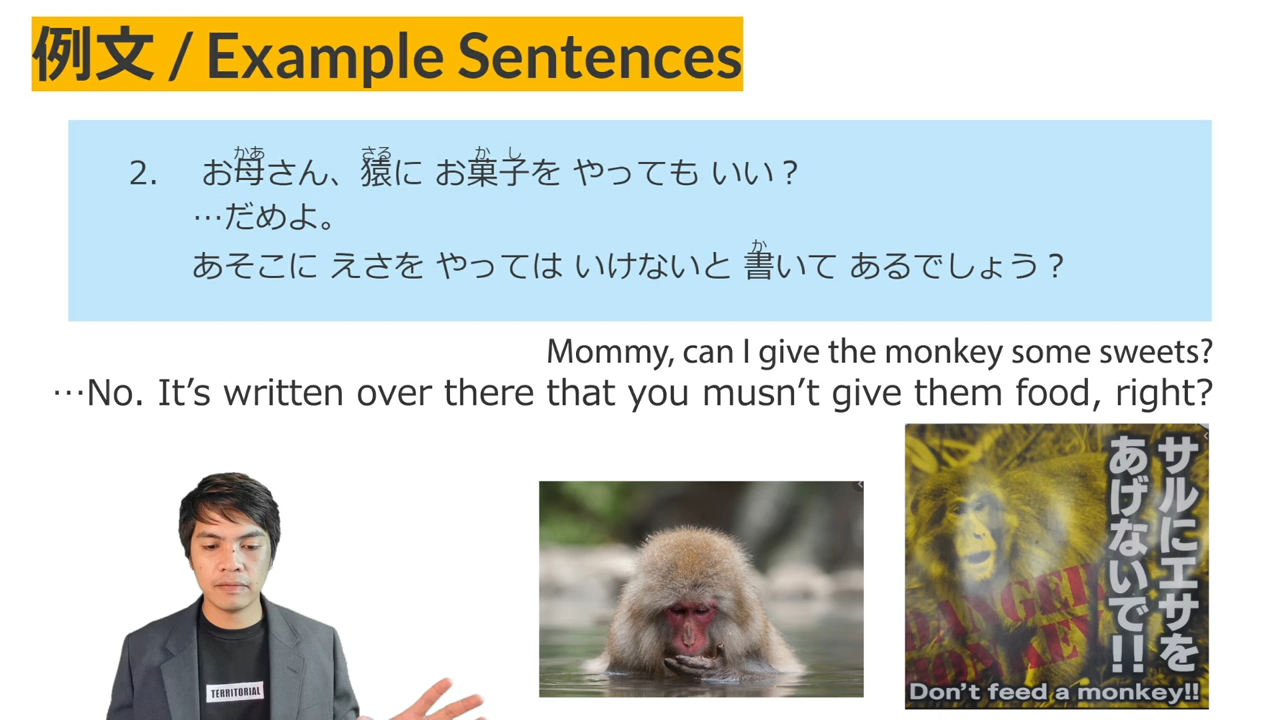 例文 / Example Sentences
2. お母さん、猿に お菓子を やっても いい？
…だめよ。
あそこに えさを やっては いけないと 書いて あるでしょう？
Mommy, can I give the monkey some sweets?
…No. It’s written over there that you musn’t give them food, right?
サルにエサを
あげないで!!
DANGER
MONKEY
Don’t feed a monkey!!
TERRITORIAL